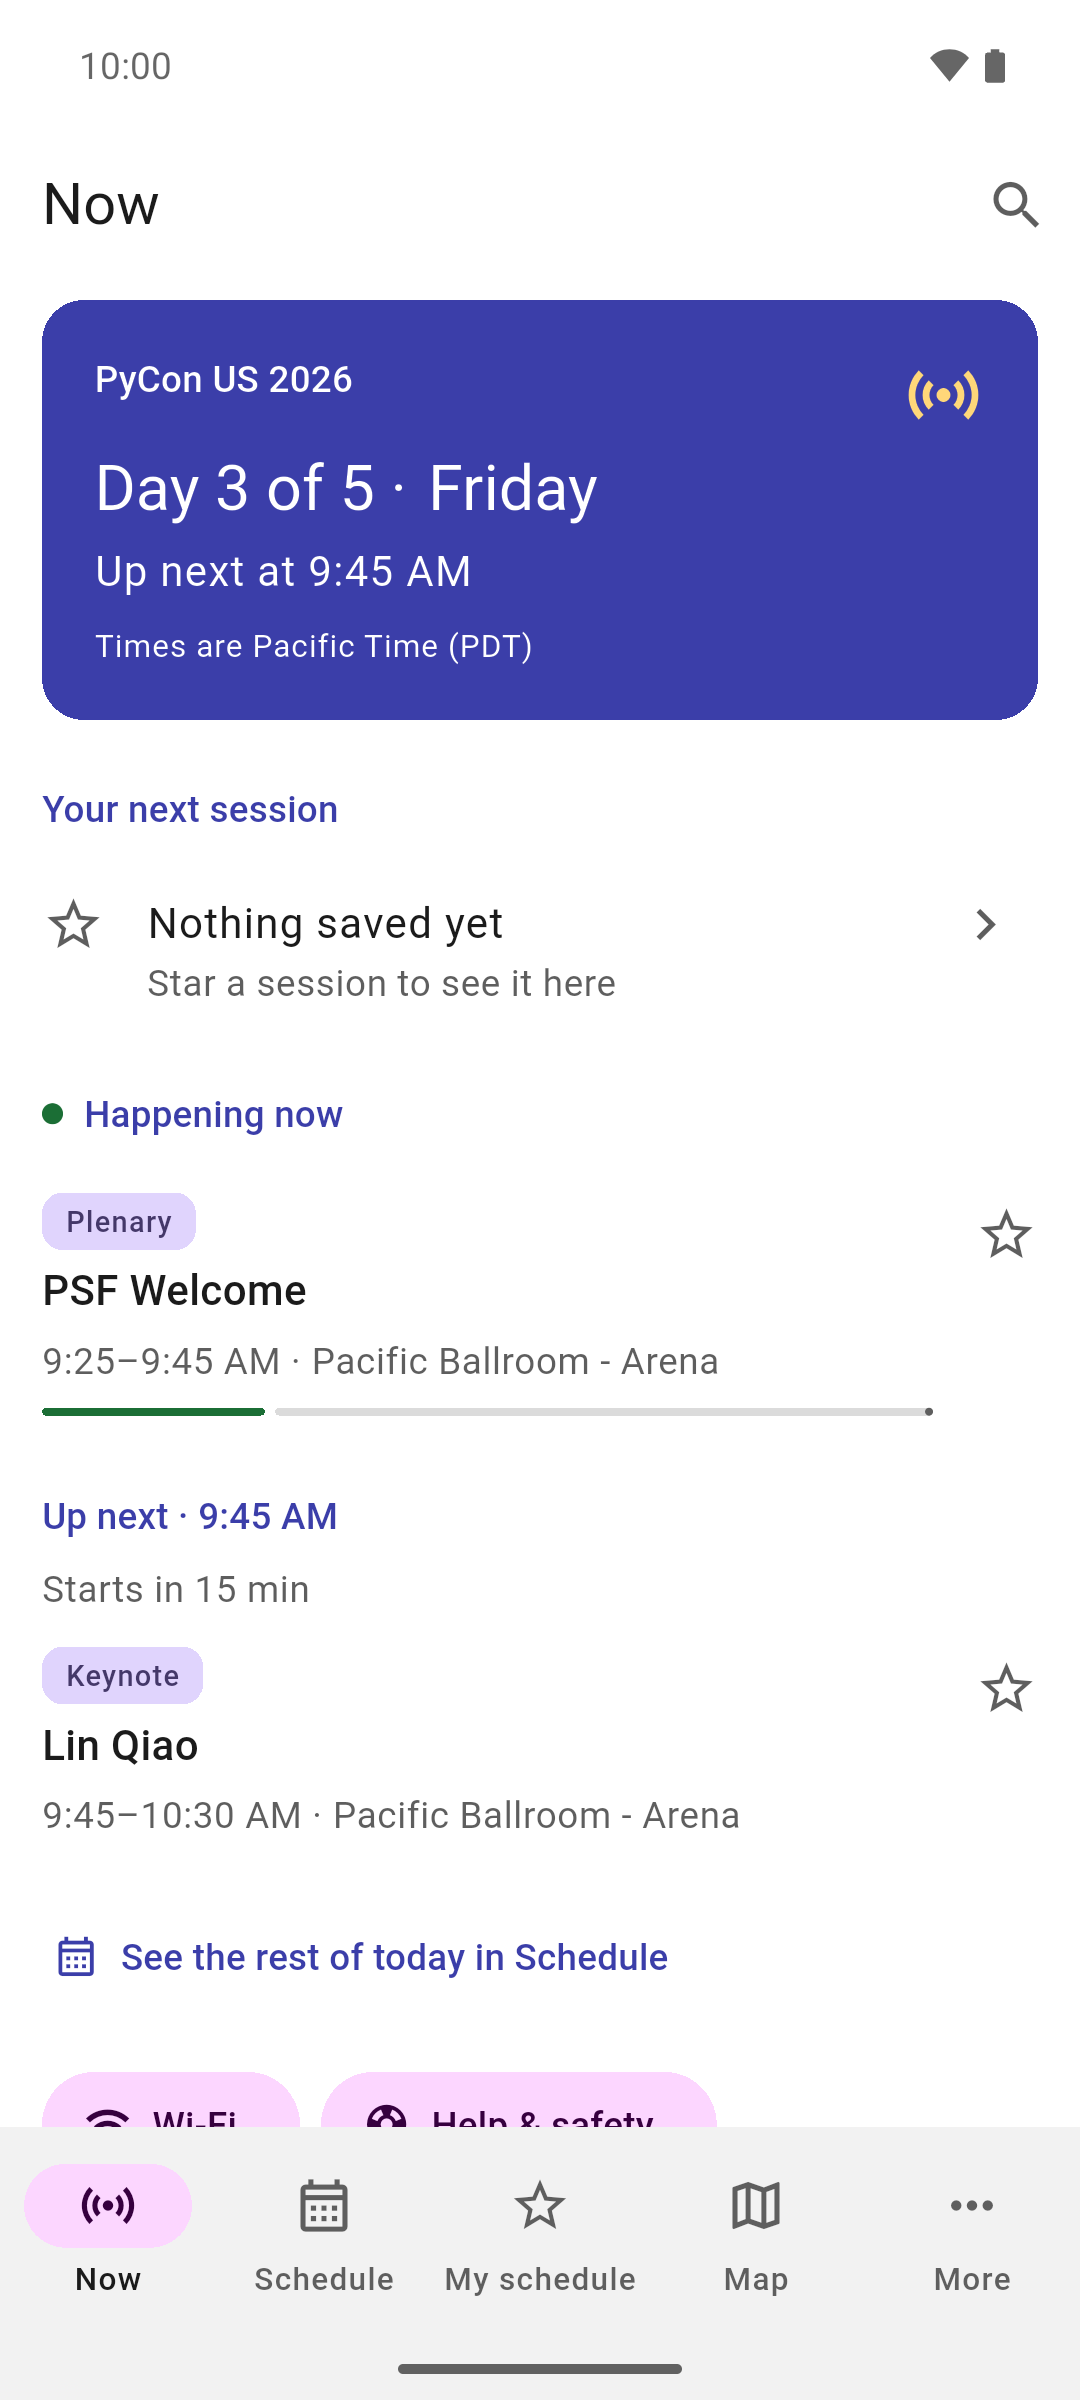 10:00
Now
PyCon US 2026
Day 3 of 5 · Friday
Up next at 9:45 AM
Times are Pacific Time (PDT)
Your next session
Nothing saved yet
Star a session to see it here
Happening now
Plenary
PSF Welcome
9:25–9:45 AM · Pacific Ballroom - Arena
Up next · 9:45 AM
Starts in 15 min
Keynote
Lin Qiao
9:45–10:30 AM · Pacific Ballroom - Arena
See the rest of today in Schedule
Wi-Fi Help & safety
Now Schedule My schedule Map More